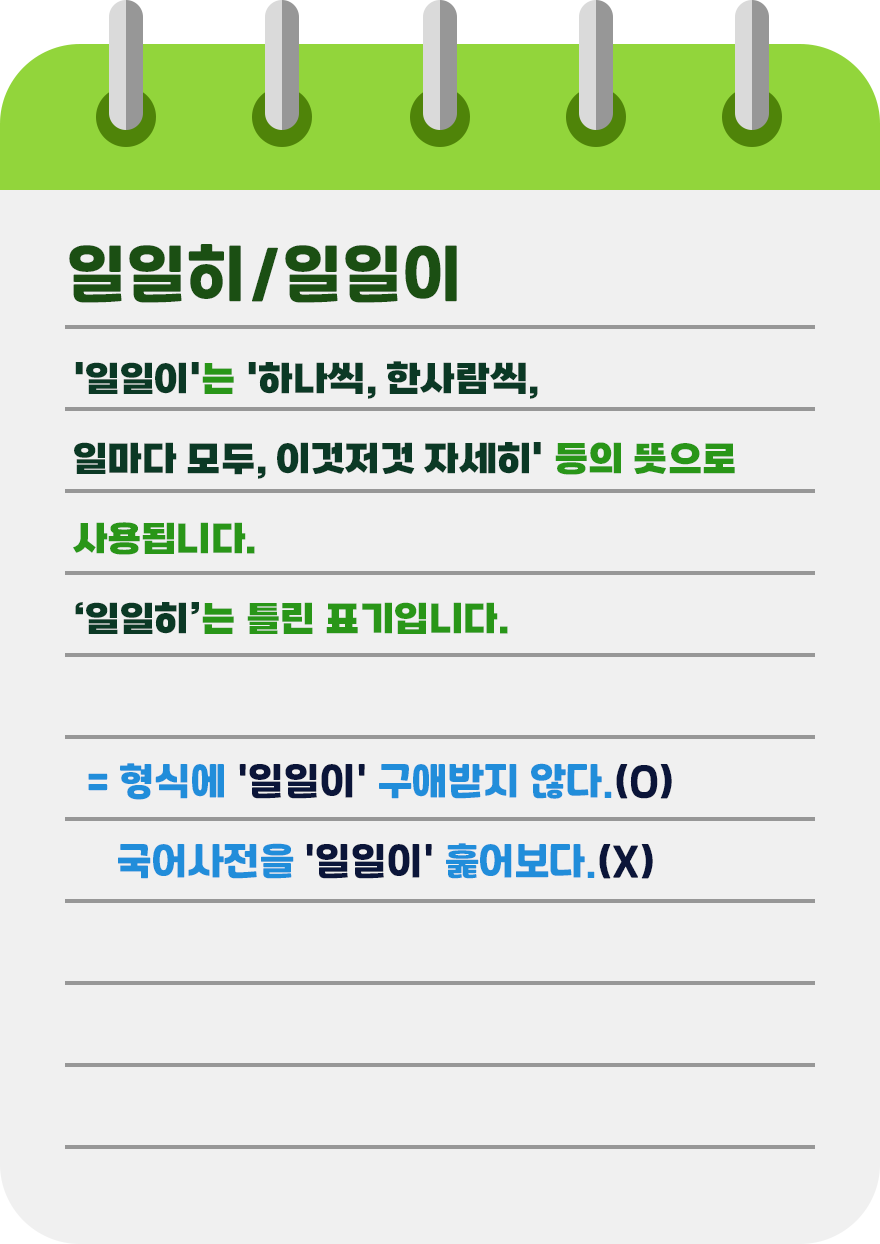 일일히/일일이
'일일이'는 '하나씩, 한사람씩,
일마다 모두, 이것저것 자세히' 등의 뜻으로
사용됩니다.
‘일일히’는 틀린 표기입니다.
= 형식에 '일일이' 구애받지 않다.(O)
국어사전을 '일일이' 훑어보다.(X)